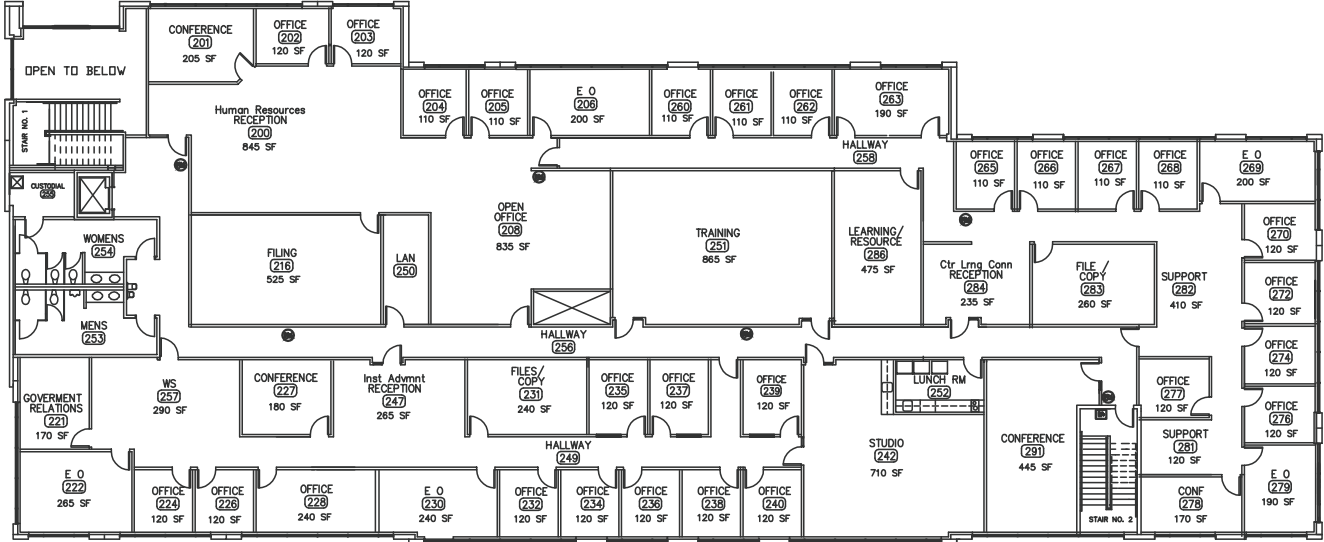 OPEN TO BELOW
STAIR NO. 1
CONFERENCE
201
205 SF
OFFICE
202
120 SF
OFFICE
203
120 SF
Human Resources
RECEPTION
200
845 SF
OFFICE
204
110 SF
OFFICE
205
110 SF
E O
206
200 SF
OFFICE
260
110 SF
OFFICE
261
110 SF
OFFICE
262
110 SF
OFFICE
263
190 SF
HALLWAY
258
OFFICE
265
110 SF
OFFICE
266
110 SF
OFFICE
267
110 SF
OFFICE
268
110 SF
E O
269
200 SF
CUSTODIAL
WOMENS
254
MENS
253
FILING
216
525 SF
LAN
250
OPEN
OFFICE
208
835 SF
TRAINING
251
865 SF
LEARNING/
RESOURCE
286
475 SF
Ctr Lrng Conn
RECEPTION
284
235 SF
FILE /
COPY
283
260 SF
SUPPORT
282
410 SF
OFFICE
270
120 SF
OFFICE
272
120 SF
OFFICE
274
120 SF
OFFICE
276
120 SF
HALLWAY
256
GOVERMENT
RELATIONS
221
170 SF
WS
257
290 SF
CONFERENCE
227
180 SF
Inst Advmnt
RECEPTION
247
265 SF
FILES/
COPY
231
240 SF
OFFICE
235
120 SF
OFFICE
237
120 SF
OFFICE
239
120 SF
LUNCH RM
252
HALLWAY
249
STUDIO
242
710 SF
CONFERENCE
291
445 SF
OFFICE
277
120 SF
SUPPORT
281
120 SF
CONF
278
170 SF
E O
279
190 SF
STAIR NO. 2
E O
222
265 SF
OFFICE
224
120 SF
OFFICE
226
120 SF
OFFICE
228
240 SF
E O
230
240 SF
OFFICE
232
120 SF
OFFICE
234
120 SF
OFFICE
236
120 SF
OFFICE
238
120 SF
OFFICE
240
120 SF